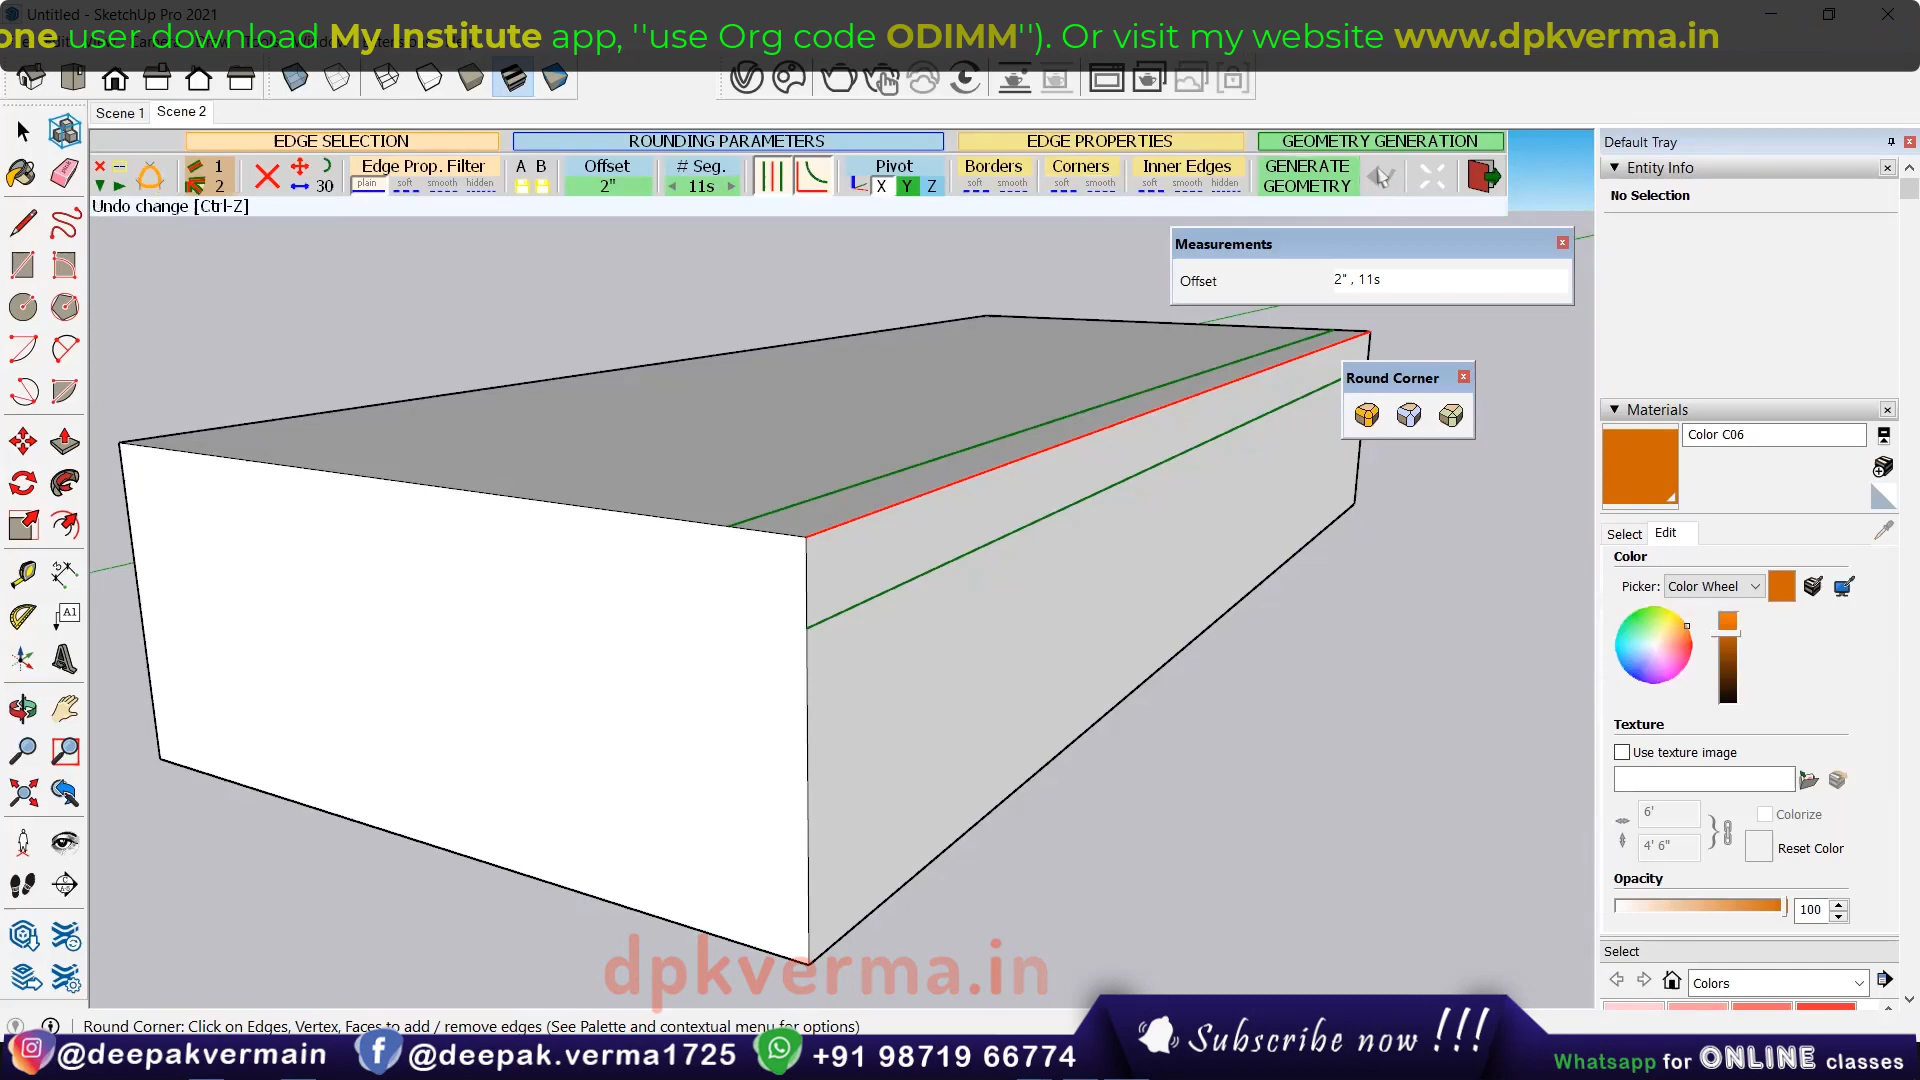 Untitled - SketchUp Pro 2021
one user download My Institute app, ''use Org code ODIMM''). Or visit my website www.dpkverma.in
Scene 1
Scene 2
EDGE SELECTION
ROUNDING PARAMETERS
EDGE PROPERTIES
GEOMETRY GENERATION
1
2
30
Edge Prop. Filter
plain soft smooth hidden
A B
Offset
2"
# Seg.
11s
Pivot
X Y Z
Borders
soft smooth
Corners
soft smooth
Inner Edges
soft smooth hidden
GENERATE
GEOMETRY
Undo change [Ctrl-Z]
Measurements
Offset
2" , 11s
Round Corner
Default Tray
Entity Info
No Selection
Materials
Color C06
Select
Edit
Color
Picker:
Color Wheel
Texture
Use texture image
6'
4' 6"
Colorize
Reset Color
Opacity
100
Select
Colors
A1
dpkverma.in
Round Corner: Click on Edges, Vertex, Faces to add / remove edges (See Palette and contextual menu for options)
@deepakvermain
@deepak.verma1725
+91 98719 66774
Subscribe now !!!
Whatsapp for ONLINE classes